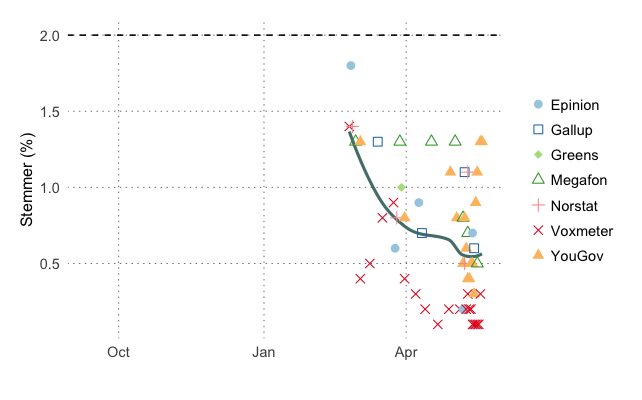 2.0
1.5
1.0
0.5
Stemmer (%)
Oct
Jan
Apr
Epinion
Gallup
Greens
Megafon
Norstat
Voxmeter
YouGov